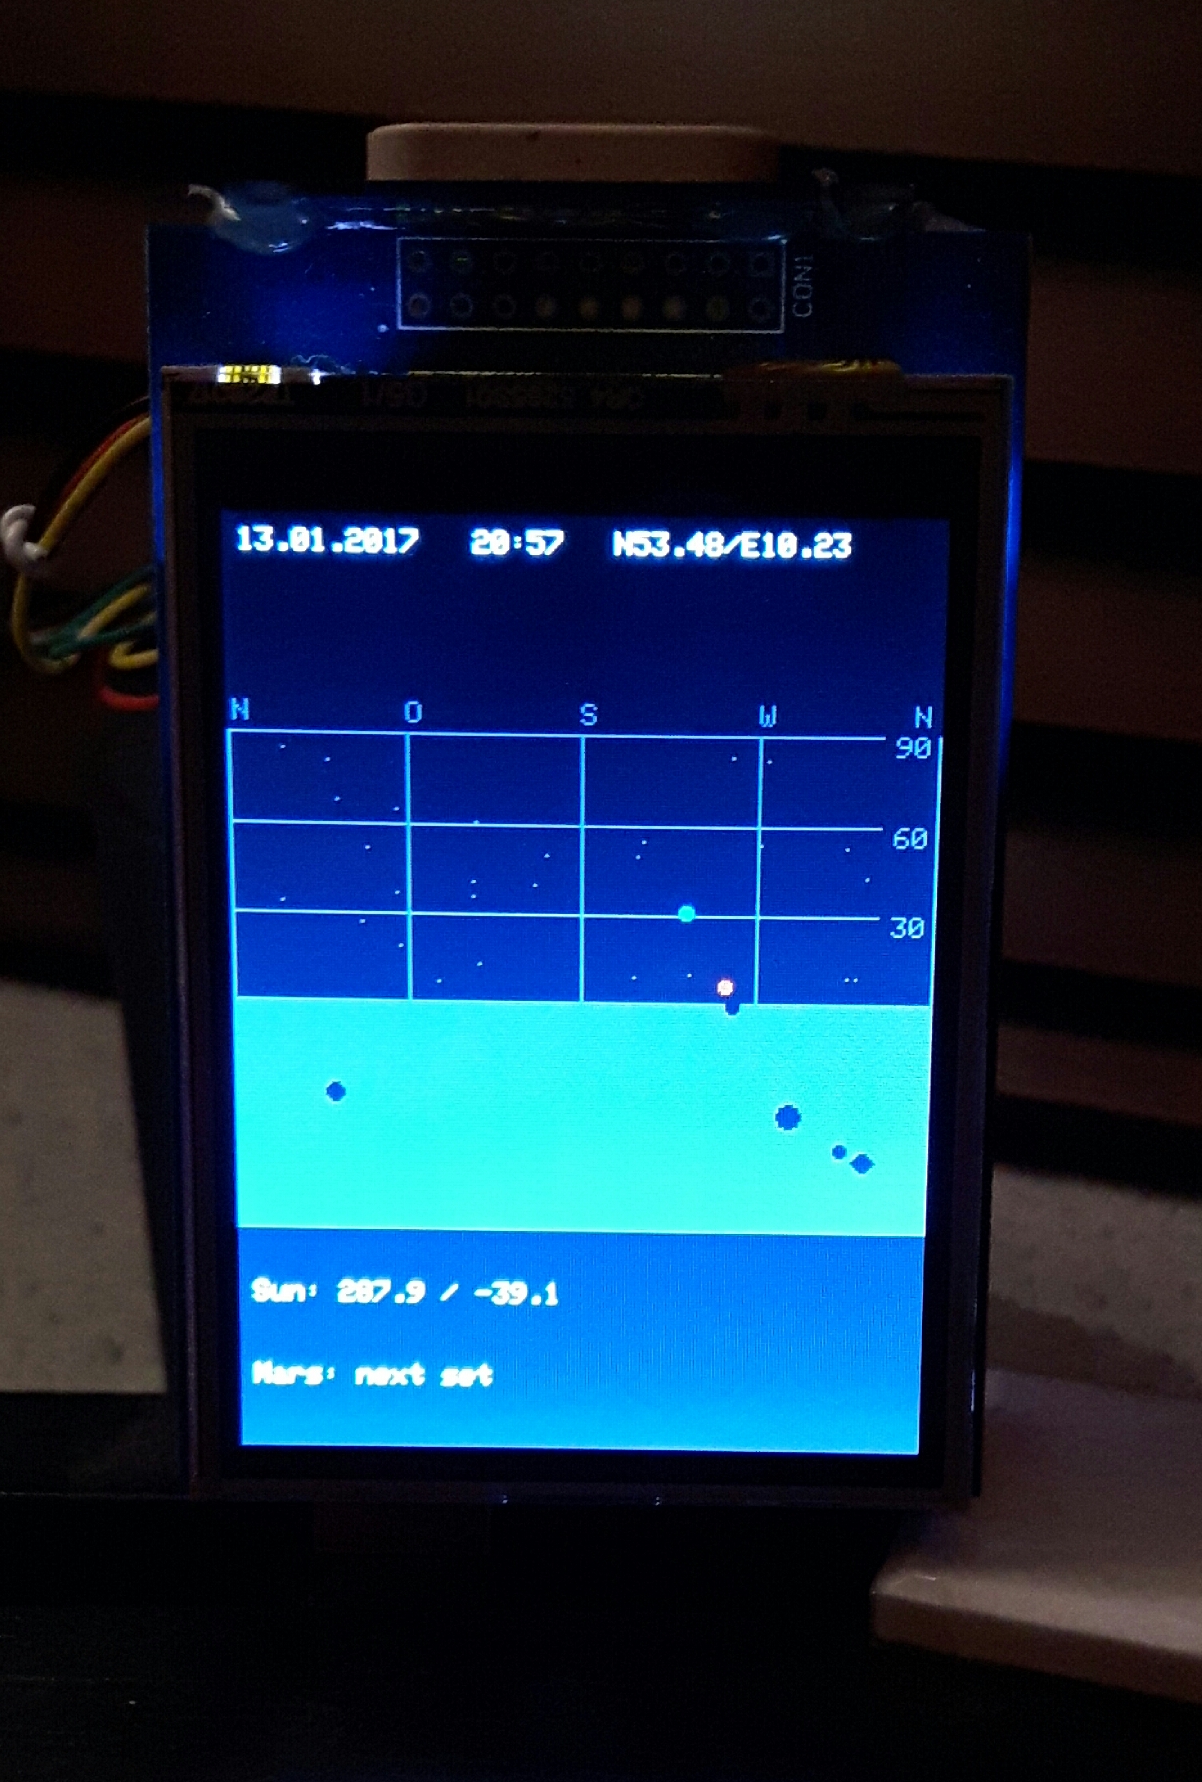 CON1
13.01.2017 20:57 N53.48/E10.23
N O S W N
90
60
30
Sun: 287.9 / -39.1
Mars: next set